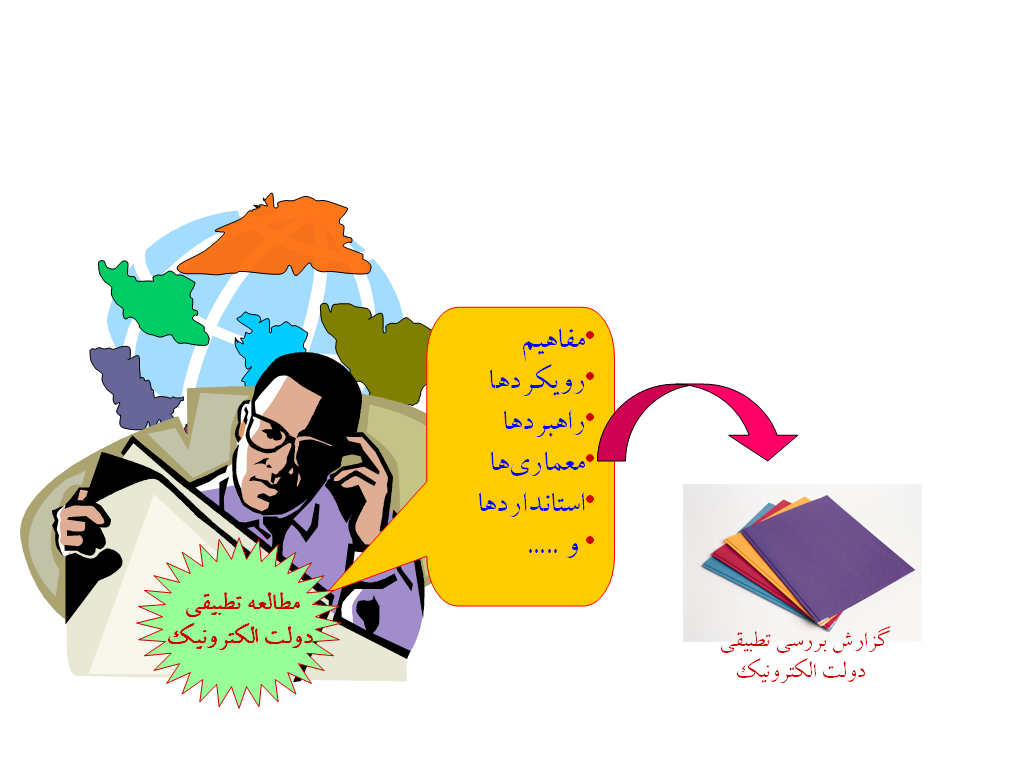 •مفاهیم
•رویکردها
•راهبردها
•معماری‌ها
•استانداردها
• و .....
مطالعه تطبیقی
دولت الکترونیک
گزارش بررسی تطبیقی
دولت الکترونیک